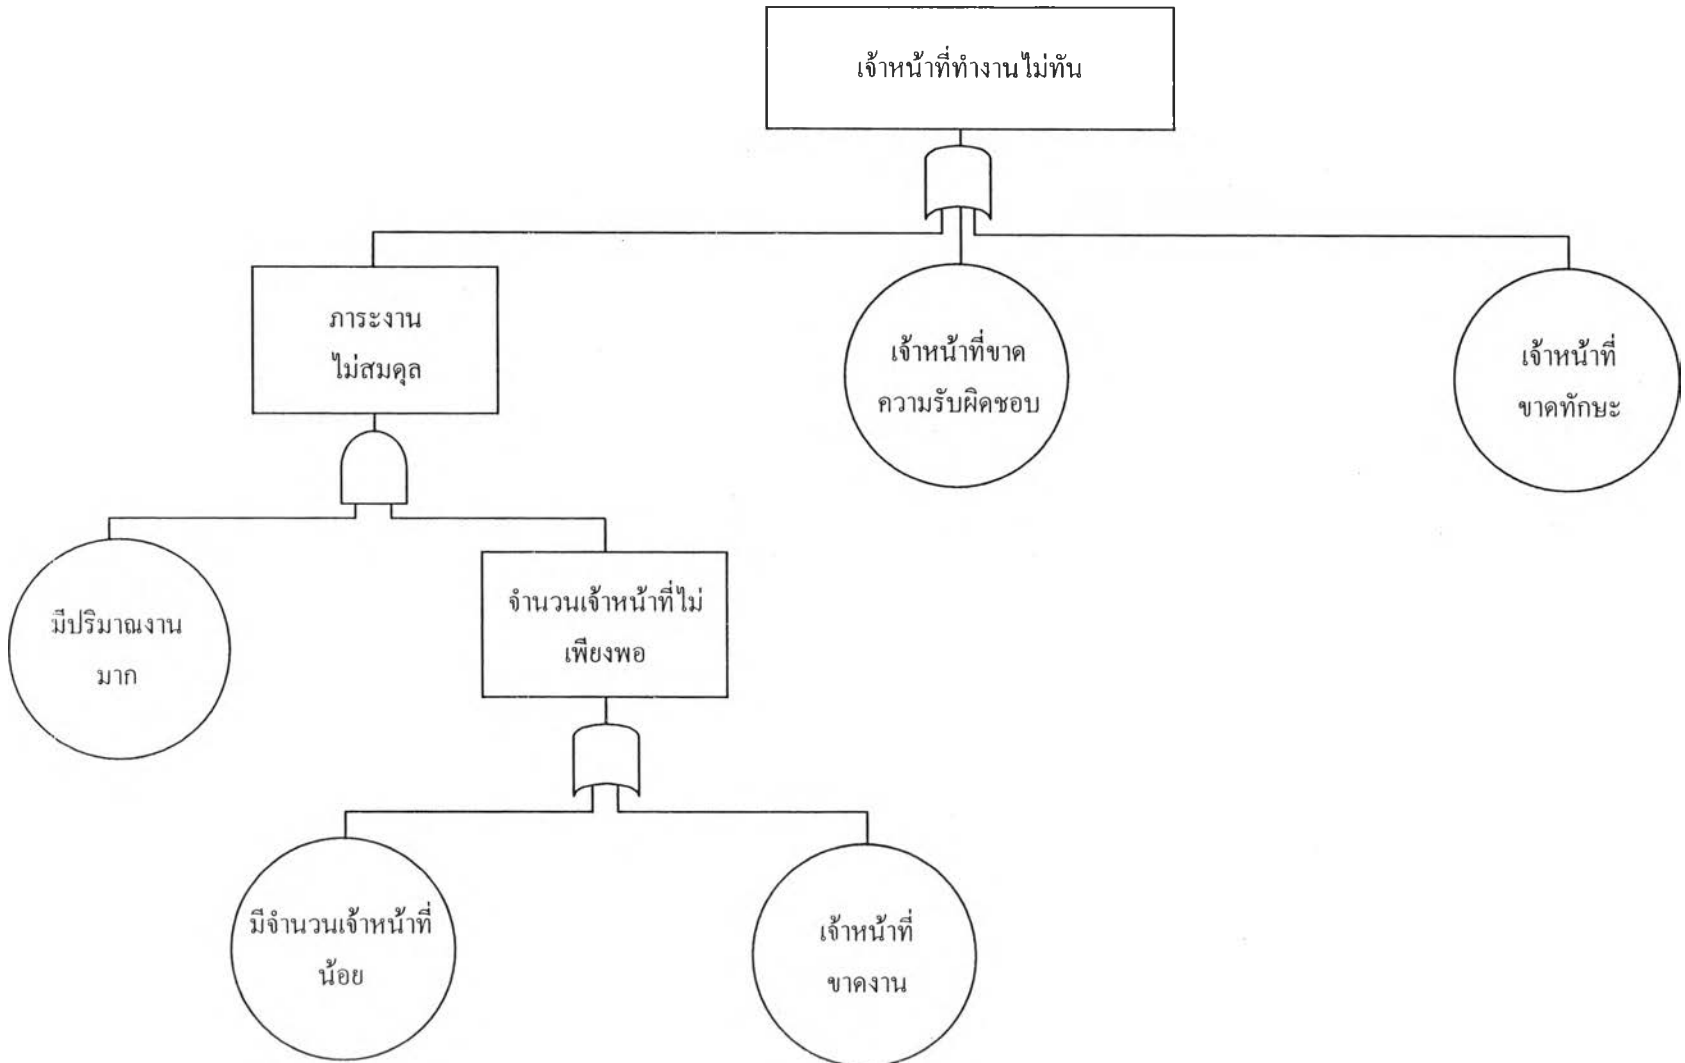 เจ้าหน้าที่ทำงานไม่ทัน
ภาระงาน
ไม่สมดุล
เจ้าหน้าที่ขาด
ความรับผิดชอบ
เจ้าหน้าที่
ขาดทักษะ
มีปริมาณงาน
มาก
จำนวนเจ้าหน้าที่ไม่
เพียงพอ
มีจำนวนเจ้าหน้าที่
น้อย
เจ้าหน้าที่
ขาดงาน